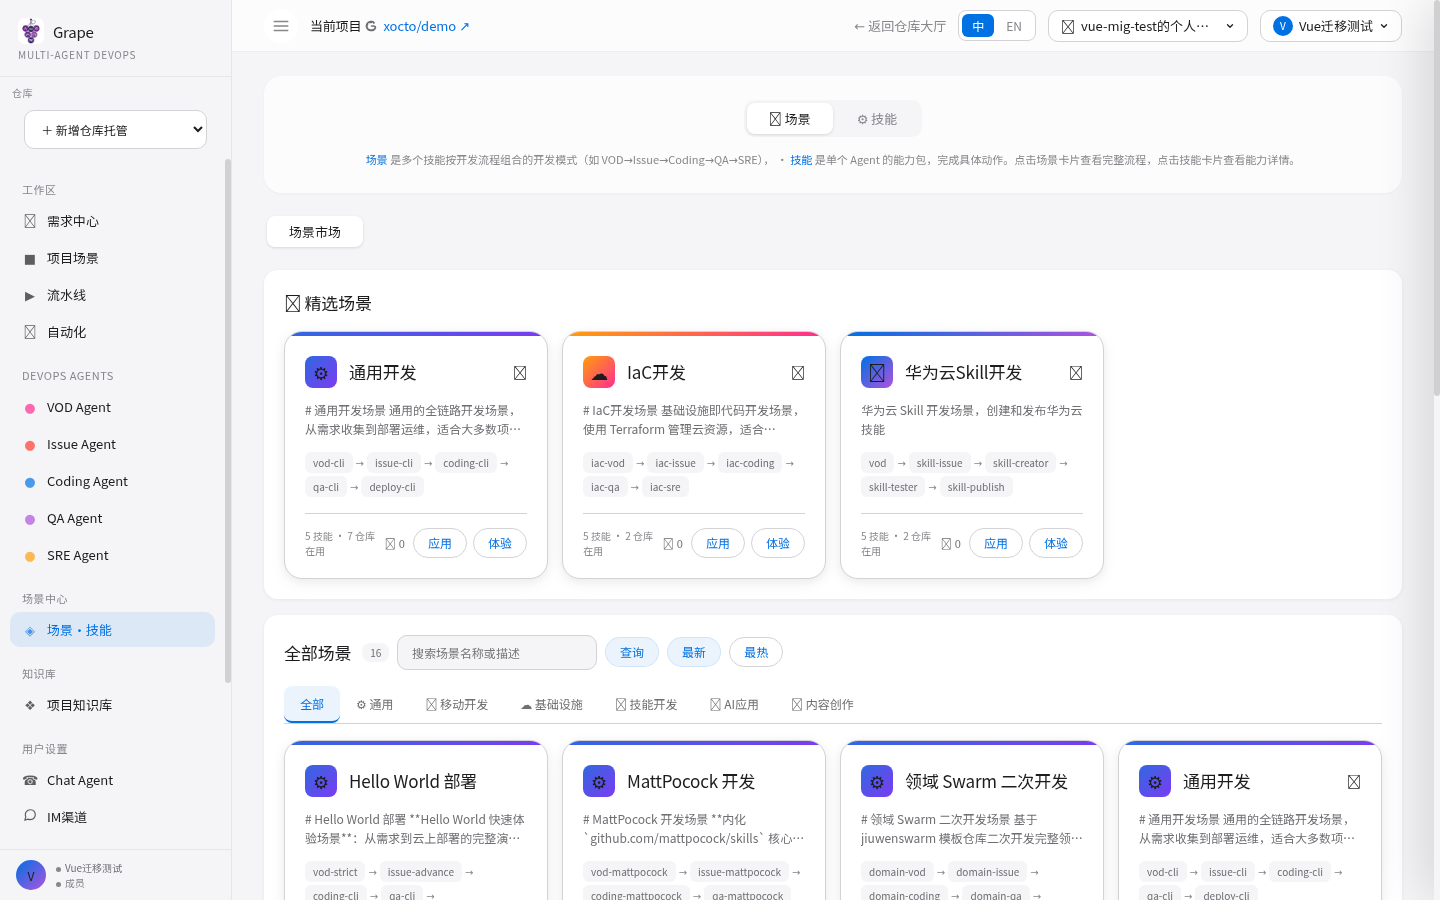 Grape
MULTI-AGENT DEVOPS
仓库
＋ 新增仓库托管
工作区
需求中心
项目场景
流水线
自动化
DEVOPS AGENTS
VOD Agent
Issue Agent
Coding Agent
QA Agent
SRE Agent
场景中心
场景·技能
知识库
项目知识库
用户设置
Chat Agent
IM渠道
V
Vue迁移测试
成员
当前项目 xocto/demo ↗
← 返回仓库大厅
中 EN
vue-mig-test的个人…
V Vue迁移测试
场景 技能
场景 是多个技能按开发流程组合的开发模式（如 VOD→Issue→Coding→QA→SRE）， · 技能 是单个 Agent 的能力包，完成具体动作。点击场景卡片查看完整流程，点击技能卡片查看能力详情。
场景市场
精选场景
通用开发
# 通用开发场景 通用的全链路开发场景，
从需求收集到部署运维，适合大多数项…
vod-cli → issue-cli → coding-cli →
qa-cli → deploy-cli
5 技能 · 7 仓库
在用
0 应用 体验
IaC开发
# IaC开发场景 基础设施即代码开发场景，
使用 Terraform 管理云资源，适合…
iac-vod → iac-issue → iac-coding →
iac-qa → iac-sre
5 技能 · 2 仓库
在用
0 应用 体验
华为云Skill开发
华为云 Skill 开发场景，创建和发布华为云
技能
vod → skill-issue → skill-creator →
skill-tester → skill-publish
5 技能 · 2 仓库
在用
0 应用 体验
全部场景 16 搜索场景名称或描述 查询 最新 最热
全部 通用 移动开发 基础设施 技能开发 AI应用 内容创作
Hello World 部署
# Hello World 部署 **Hello World 快速体
验场景**：从需求到云上部署的完整演…
vod-strict → issue-advance →
coding-cli → qa-cli →
MattPocock 开发
# MattPocock 开发场景 **内化
`github.com/mattpocock/skills` 核心…
vod-mattpocock → issue-mattpocock →
coding-mattpocock → qa-mattpocock
领域 Swarm 二次开发
# 领域 Swarm 二次开发场景 基于
jiuwenswarm 模板仓库二次开发完整领…
domain-vod → domain-issue →
domain-coding → domain-qa →
通用开发
# 通用开发场景 通用的全链路开发场景，
从需求收集到部署运维，适合大多数项…
vod-cli → issue-cli → coding-cli →
qa-cli → deploy-cli